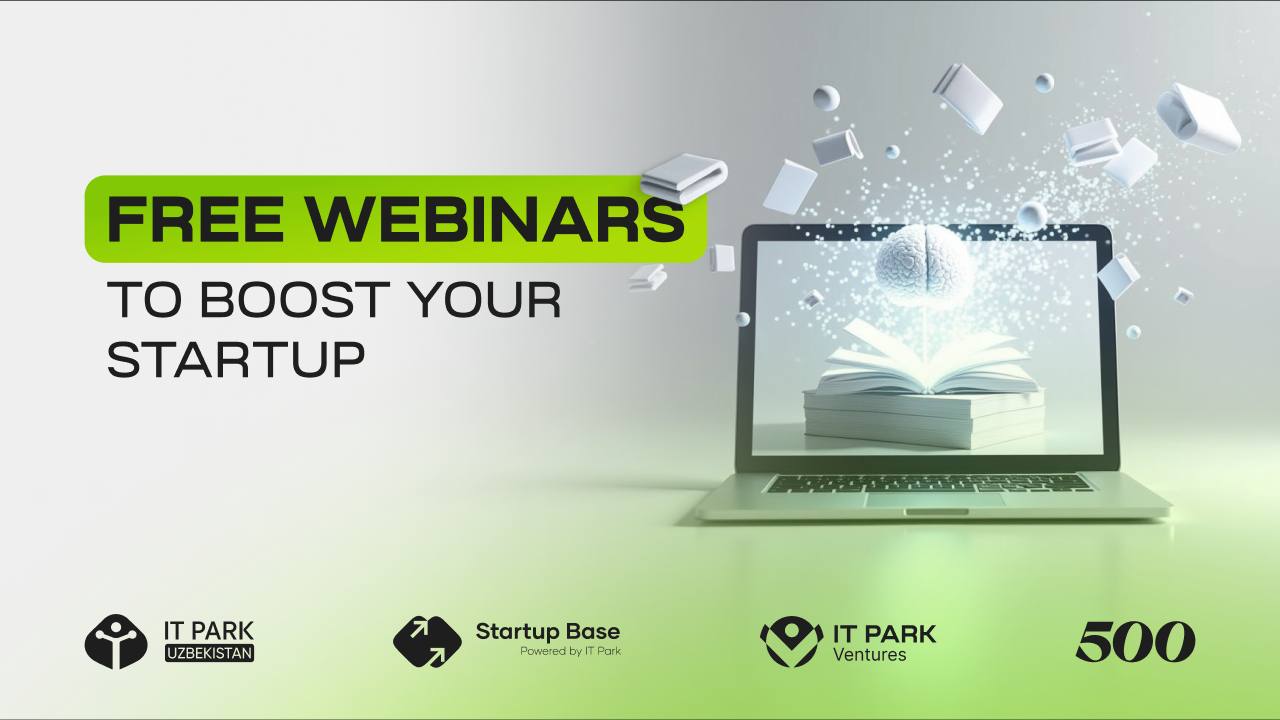 FREE WEBINARS
TO BOOST YOUR
STARTUP
IT PARK
UZBEKISTAN
Startup Base
Powered by IT Park
IT PARK
Ventures
500